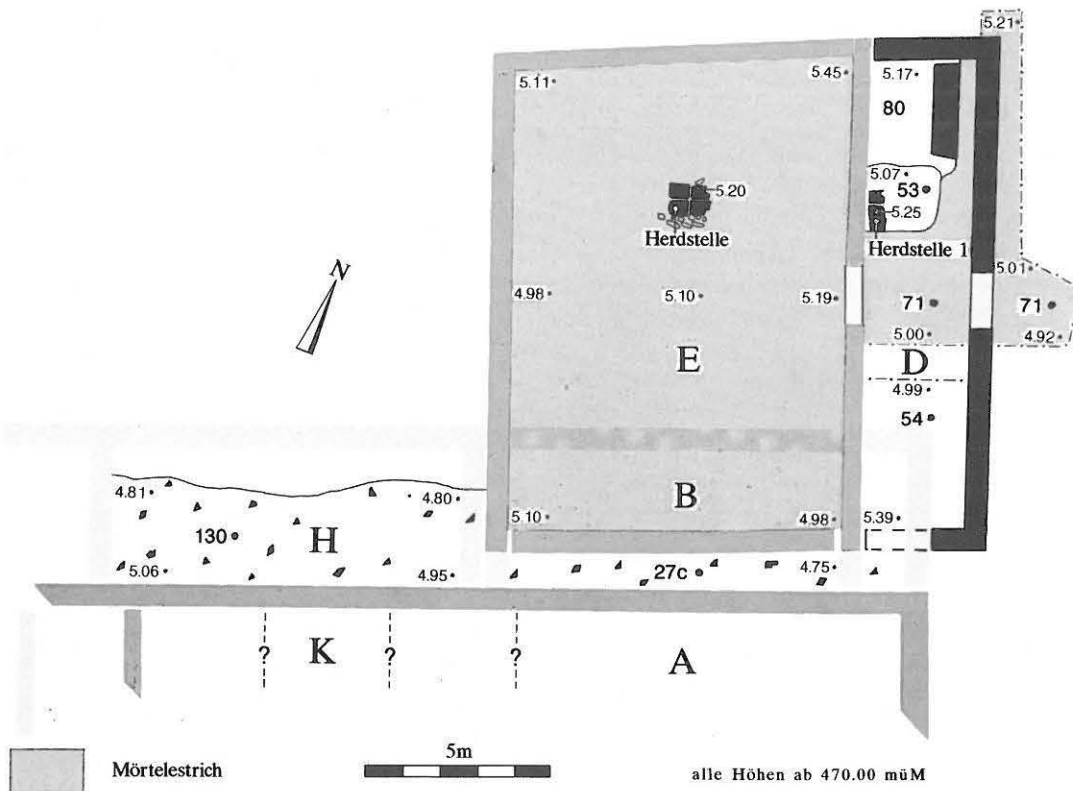 5.21
5.11
5.45
5.17
80
5.07
53
5.20
5.25
Herdstelle
Herdstelle 1
N
5.01
4.98
5.10
5.19
71
71
5.00
4.92
E
D
4.99
54
4.81
4.80
B
5.10
4.98
5.39
130
H
5.06
4.95
27c
4.75
?
K
?
?
A
Mörtelestrich
5m
alle Höhen ab 470.00 müM